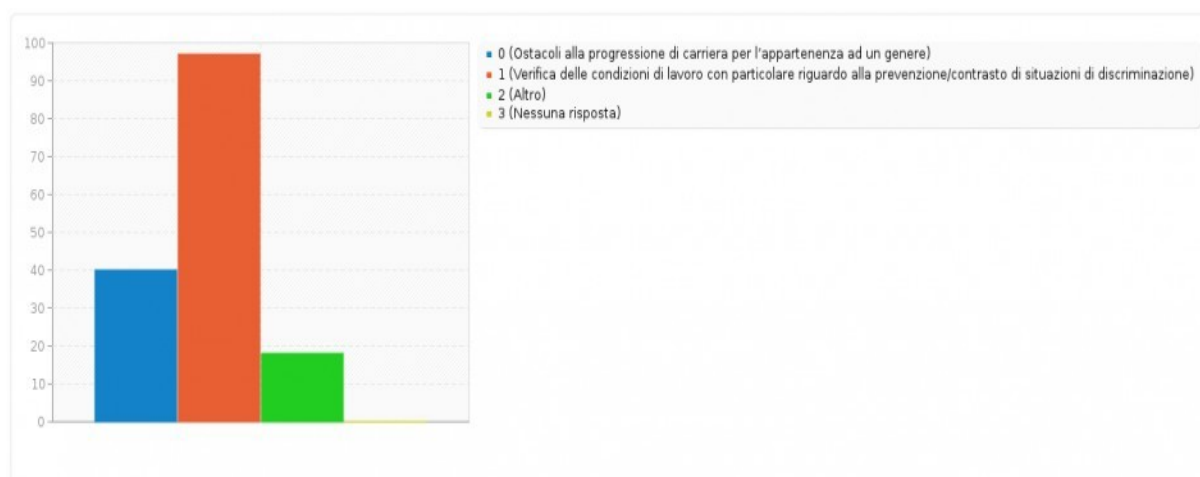 100
90
80
70
60
50
40
30
20
10
0
0 (Ostacoli alla progressione di carriera per l'appartenenza ad un genere)
1 (Verifica delle condizioni di lavoro con particolare riguardo alla prevenzione/contrasto di situazioni di discriminazione)
2 (Altro)
3 (Nessuna risposta)